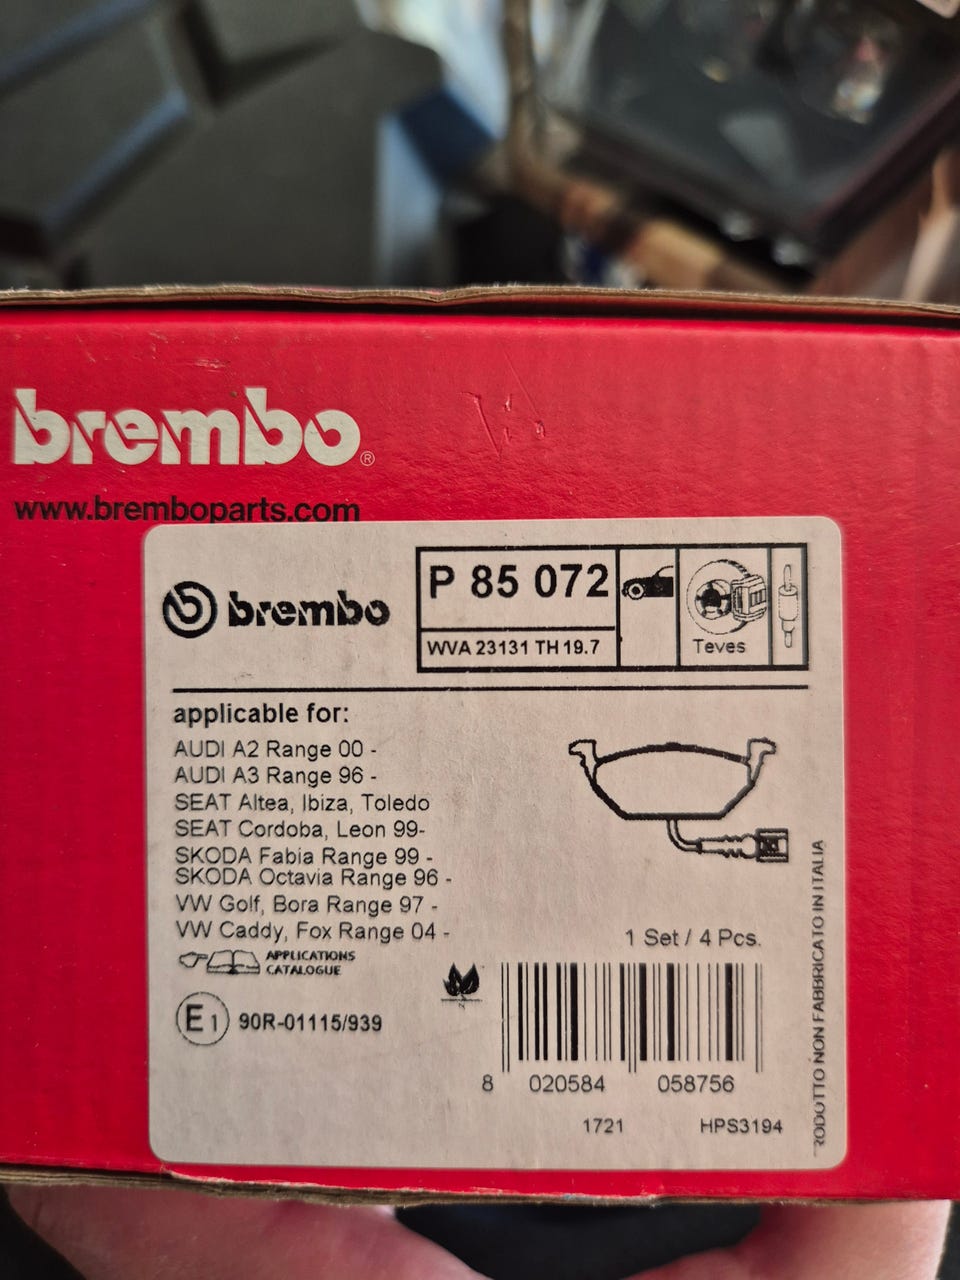 brembo®
www.bremboparts.com
brembo
P 85 072
WVA 23131 TH 19.7
Teves
applicable for:
AUDI A2 Range 00 -
AUDI A3 Range 96 -
SEAT Altea, Ibiza, Toledo
SEAT Cordoba, Leon 99-
SKODA Fabia Range 99 -
SKODA Octavia Range 96 -
VW Golf, Bora Range 97 -
VW Caddy, Fox Range 04 -
APPLICATIONS
CATALOGUE
1 Set / 4 Pcs.
E1 90R-01115/939
8 020584 058756
1721 HPS3194
RODOTTO NON FABBRICATO IN ITALIA